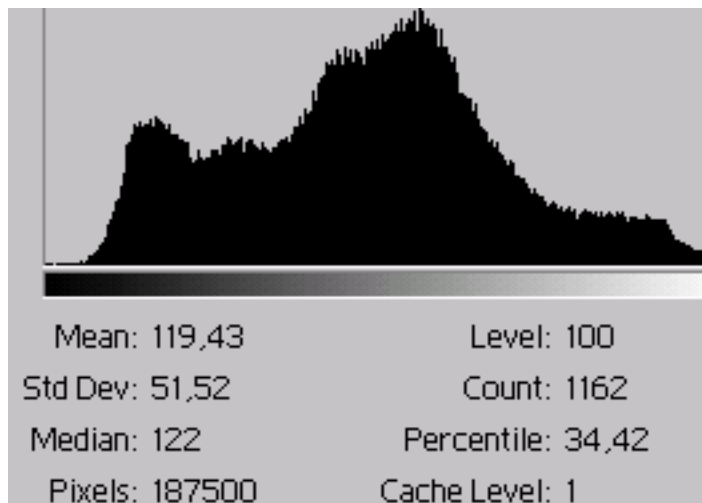 Mean: 119,43 Level: 100
Std Dev: 51,52 Count: 1162
Median: 122 Percentile: 34,42
Pixels: 187500 Cache Level: 1